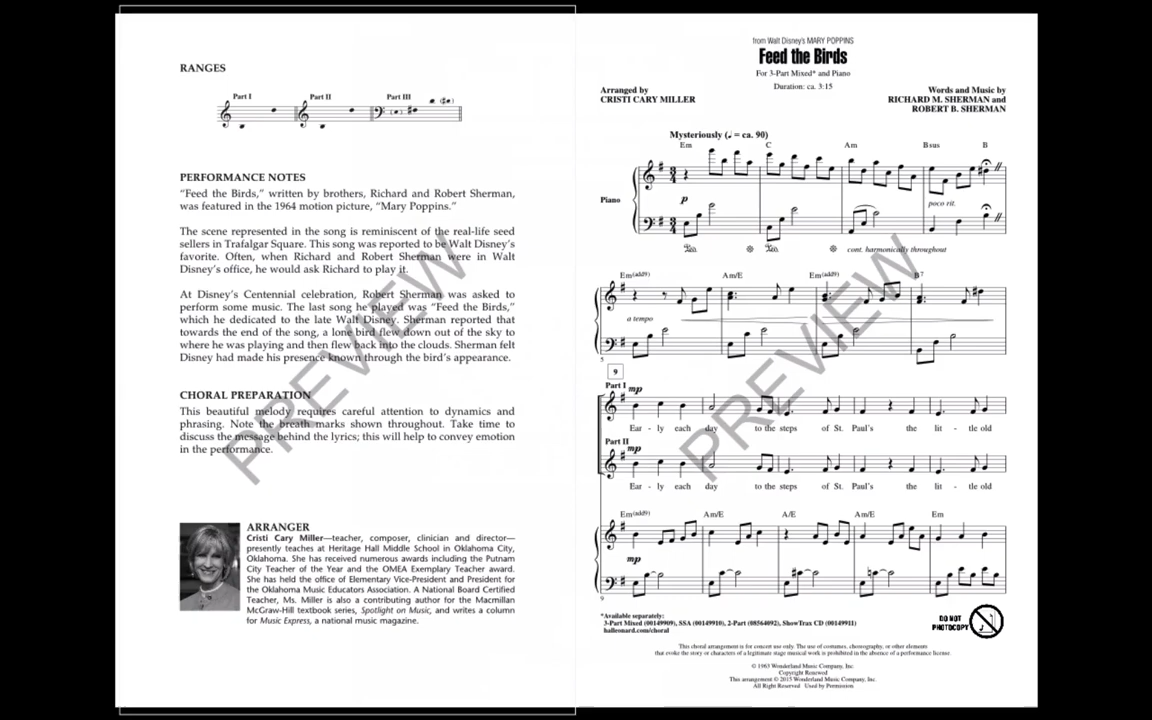 RANGES
Part I Part II Part III
PERFORMANCE NOTES
“Feed the Birds,” written by brothers, Richard and Robert Sherman,
was featured in the 1964 motion picture, “Mary Poppins.”
The scene represented in the song is reminiscent of the real-life seed
sellers in Trafalgar Square. This song was reported to be Walt Disney’s
favorite. Often, when Richard and Robert Sherman were in Walt
Disney’s office, he would ask Richard to play it.
At Disney’s Centennial celebration, Robert Sherman was asked to
perform some music. The last song he played was “Feed the Birds,”
which he dedicated to the late Walt Disney. Sherman reported that
towards the end of the song, a lone bird flew down out of the sky to
where he was playing and then flew back into the clouds. Sherman felt
Disney had made his presence known through the bird’s appearance.
CHORAL PREPARATION
This beautiful melody requires careful attention to dynamics and
phrasing. Note the breath marks shown throughout. Take time to
discuss the message behind the lyrics; this will help to convey emotion
in the performance.
PREVIEW
ARRANGER
Cristi Cary Miller—teacher, composer, clinician and director—
presently teaches at Heritage Hall Middle School in Oklahoma City,
Oklahoma. She has received numerous awards including the Putnam
City Teacher of the Year and the OMEA Exemplary Teacher award.
She has held the office of Elementary Vice-President and President for
the Oklahoma Music Educators Association. A National Board Certified
Teacher, Ms. Miller is also a contributing author for the Macmillan
McGraw-Hill textbook series, Spotlight on Music, and writes a column
for Music Express, a national music magazine.
from Walt Disney’s MARY POPPINS
Feed the Birds
For 3-Part Mixed* and Piano
Duration: ca. 3:15
Arranged by
CRISTI CARY MILLER
Words and Music by
RICHARD M. SHERMAN and
ROBERT B. SHERMAN
Mysteriously (♩ = ca. 90)
Em C Am Bsus B
Piano
p
poco rit.
Ped. * Ped. * cont. harmonically throughout
Em(add9) Am/E Em(add9) B7
a tempo
5
9
Part I
mp
Ear - ly each day to the steps of St. Paul’s the lit - tle old
Part II
mp
Ear - ly each day to the steps of St. Paul’s the lit - tle old
Em(add9) Am/E A/E Am/E Em
mp
9
PREVIEW
*Available separately:
3-Part Mixed (00149909), SSA (00149910), 2-Part (08564092), ShowTrax CD (00149911)
halleonard.com/choral
DO NOT
PHOTOCOPY
This choral arrangement is for concert use only. The use of costumes, choreography, or other elements
that evoke the story or characters of a legitimate stage musical work is prohibited in the absence of a performance license.
© 1963 Wonderland Music Company, Inc.
Copyright Renewed
This arrangement © 2015 Wonderland Music Company, Inc.
All Right Reserved Used by Permission